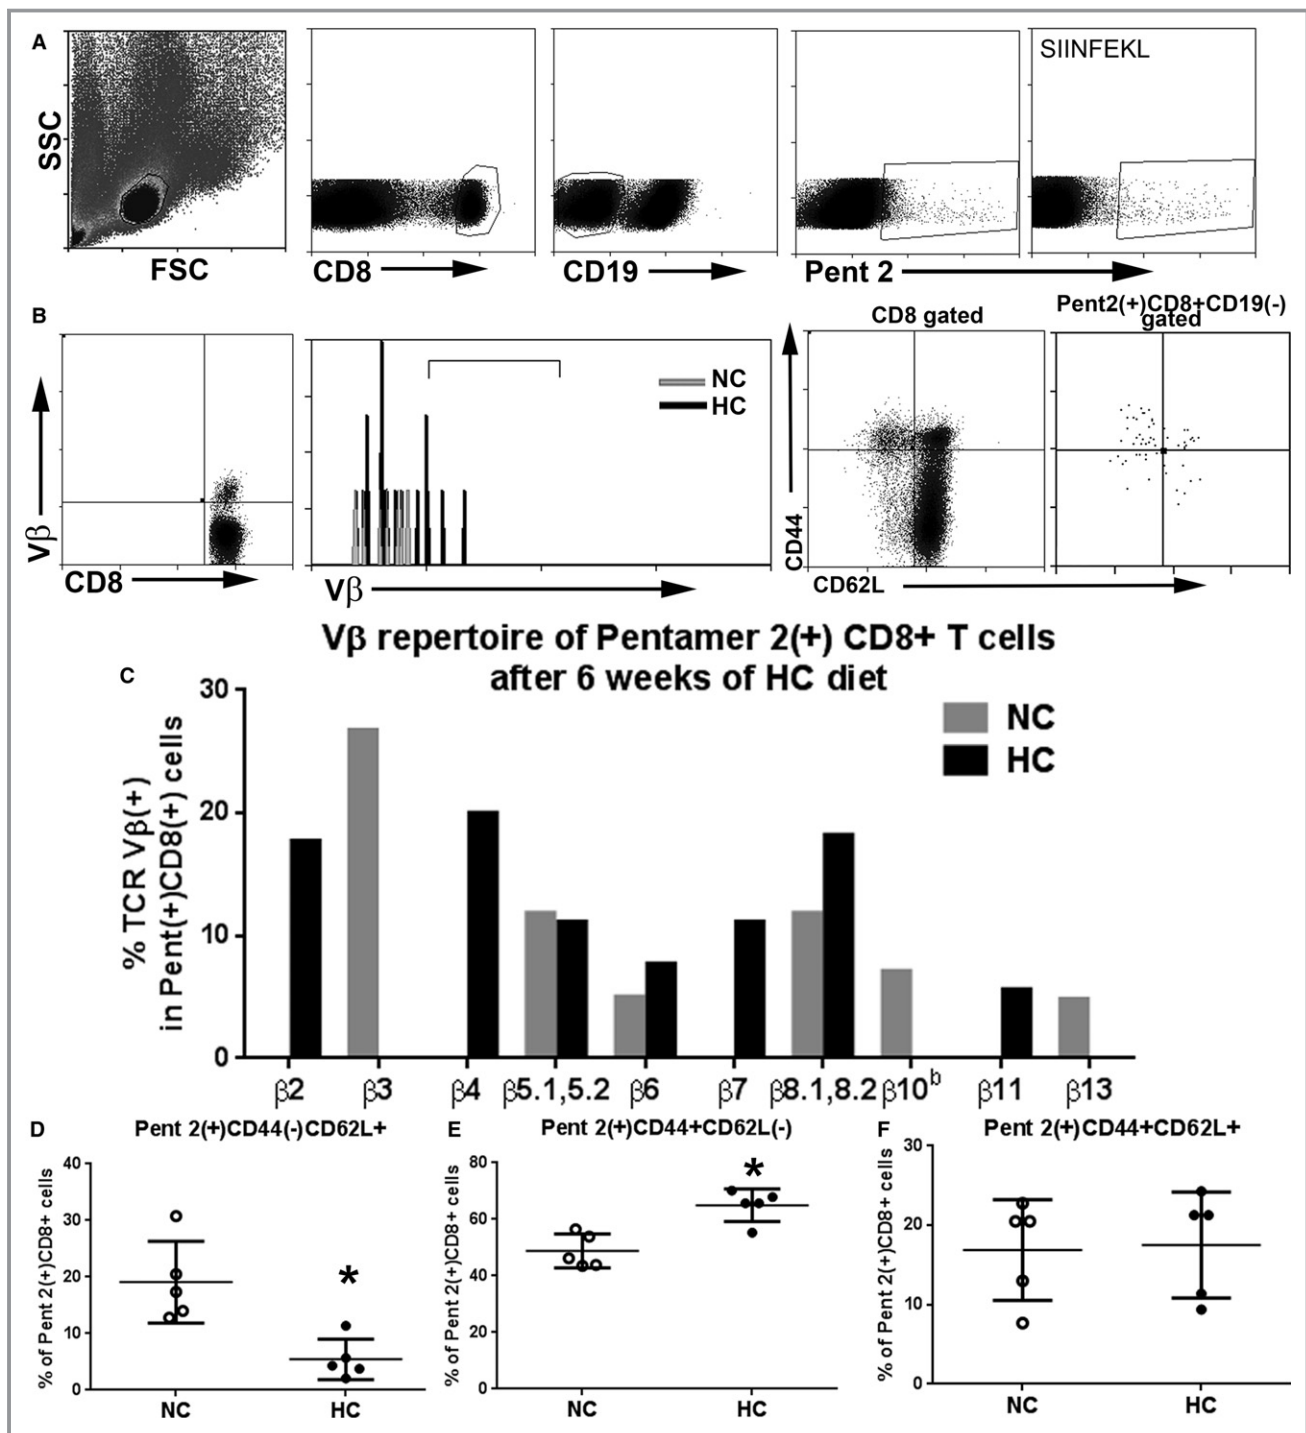 A
SIINFEKL
SSC
FSC
CD8
CD19
Pent 2
B
CD8 gated
Pent2(+)CD8+CD19(-)
gated
NC
HC
Vβ
CD8
Vβ
CD44
CD62L
Vβ repertoire of Pentamer 2(+) CD8+ T cells
after 6 weeks of HC diet
C
% TCR Vβ(+)
in Pent(+)CD8(+) cells
30
20
10
0
NC
HC
β2 β3 β4 β5.1,5.2 β6 β7 β8.1,8.2 β10ᵇ β11 β13
D
Pent 2(+)CD44(-)CD62L+
% of Pent 2(+)CD8+ cells
40
30
20
10
0
*
NC HC
E
Pent 2(+)CD44+CD62L(-)
% of Pent 2(+)CD8+ cells
80
60
40
20
0
*
NC HC
F
Pent 2(+)CD44+CD62L+
% of Pent 2(+)CD8+ cells
30
20
10
0
NC HC